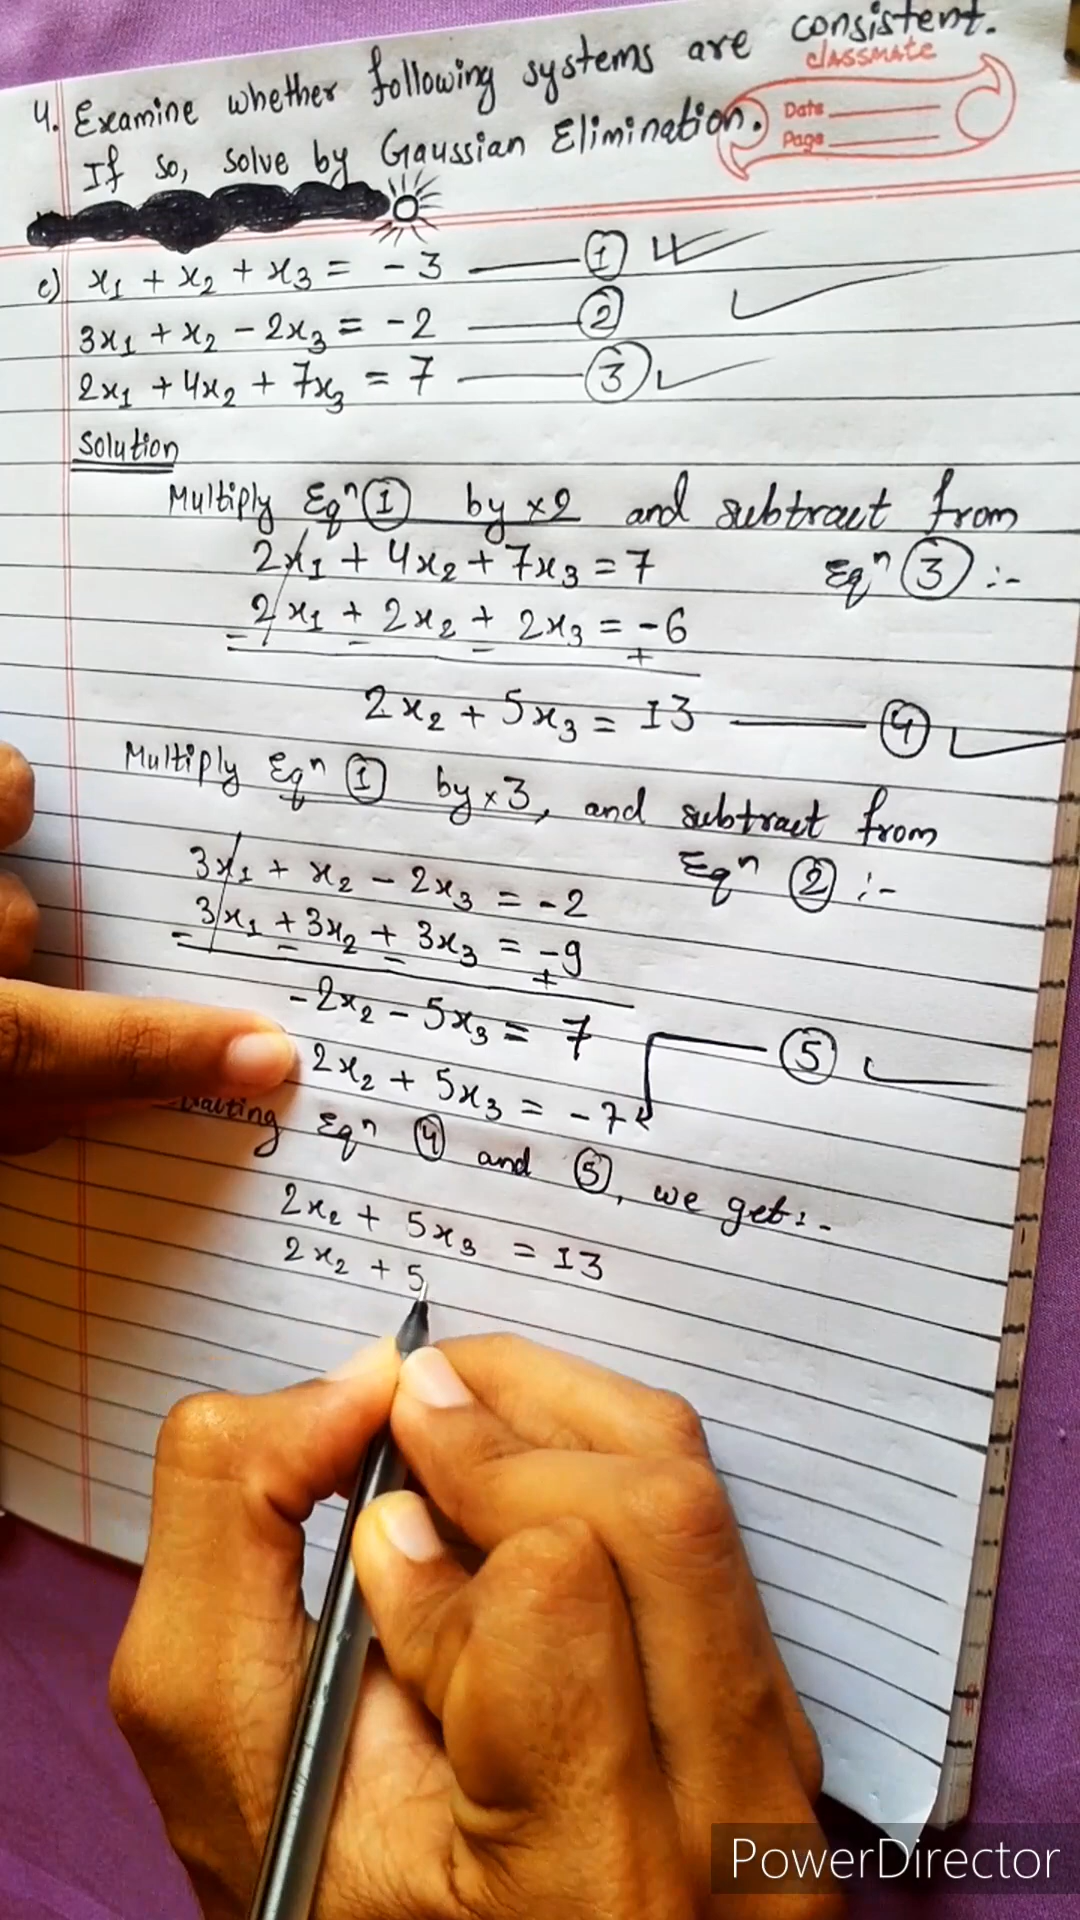 4. Examine whether following systems are consistent.
If so, solve by Gaussian Elimination.
classmate
Date
Page
c) x₁ + x₂ + x₃ = -3 ① 
3x₁ + x₂ - 2x₃ = -2 ②
2x₁ + 4x₂ + 7x₃ = 7 ③
Solution
Multiply Eqⁿ ① by ×2 and subtract from
Eqⁿ ③ :-
2x₁ + 4x₂ + 7x₃ = 7
2x₁ + 2x₂ + 2x₃ = -6
- - - +
2x₂ + 5x₃ = 13 ④
Multiply Eqⁿ ① by ×3, and subtract from
Eqⁿ ② :-
3x₁ + x₂ - 2x₃ = -2
3x₁ + 3x₂ + 3x₃ = -9
- - - +
-2x₂ - 5x₃ = 7
⑤
2x₂ + 5x₃ = -7
Eqⁿ ④ and ⑤, we get :-
2x₂ + 5x₃ = 13
2x₂ + 5
PowerDirector